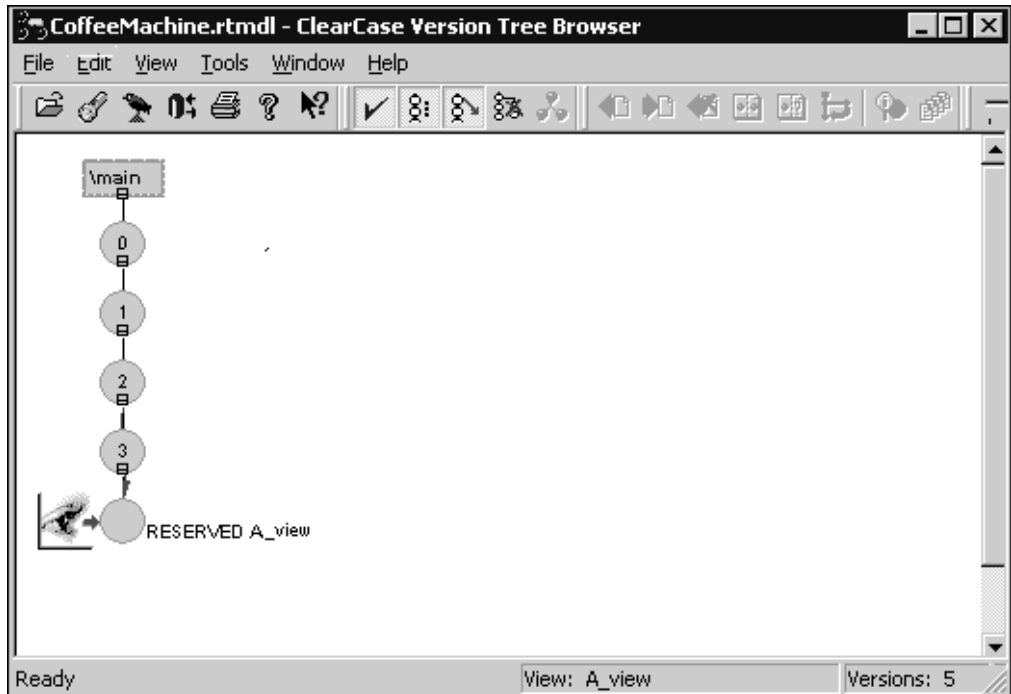 CoffeeMachine.rtmdl - ClearCase Version Tree Browser
File Edit View Tools Window Help
\main
0
1
2
3
RESERVED A_view
Ready View: A_view Versions: 5